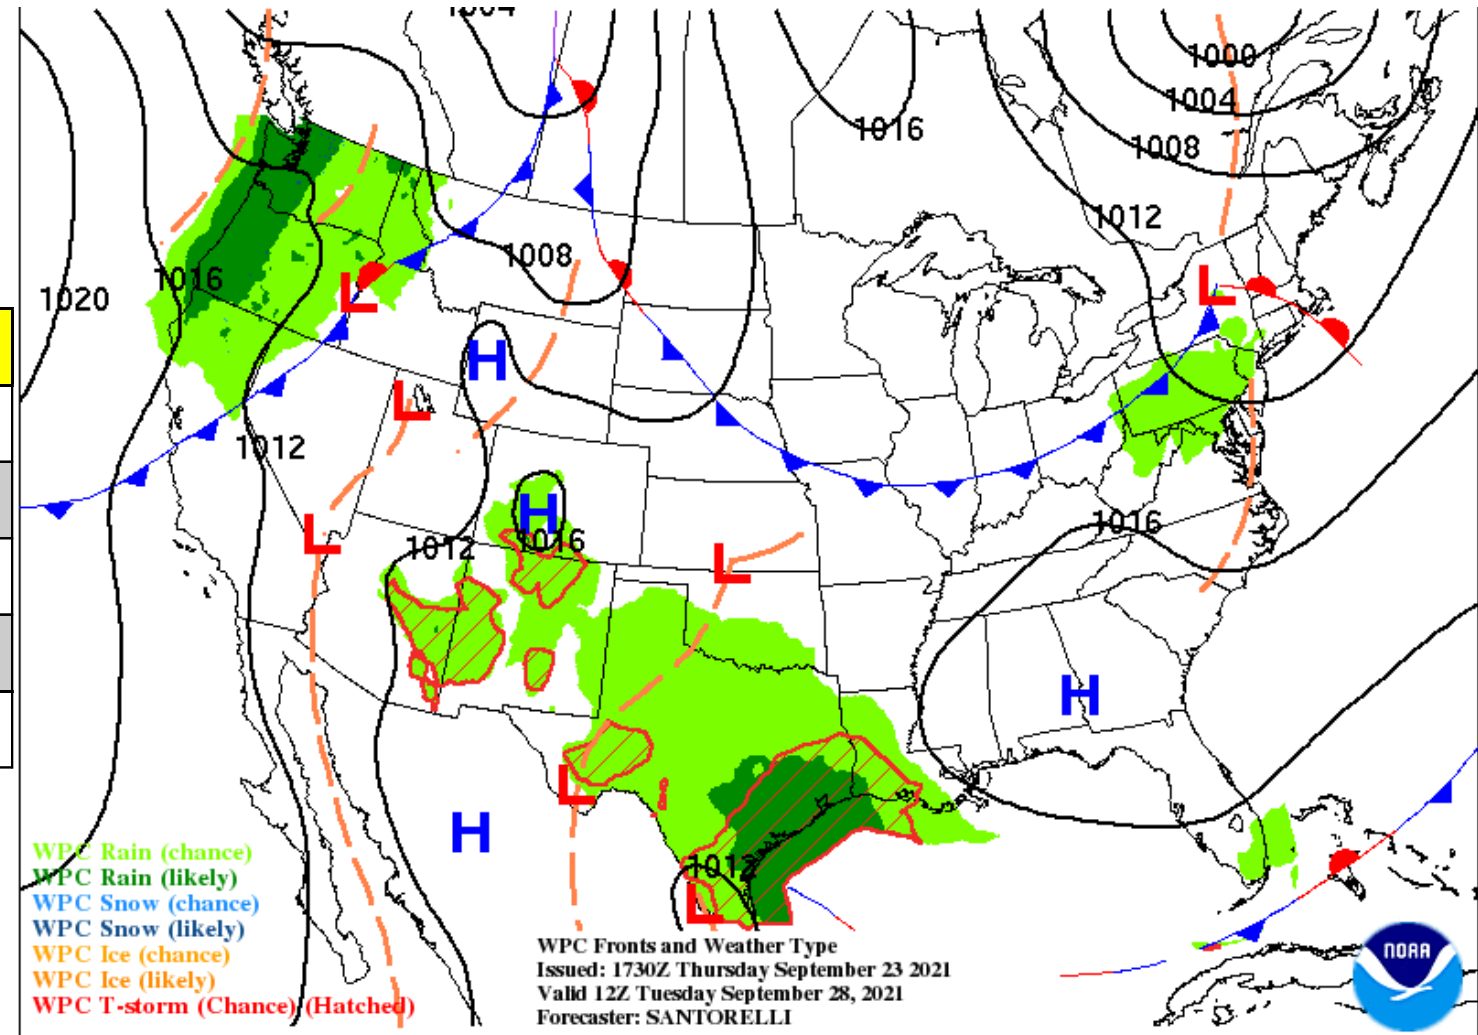 1004
1000
1004
1016
1008
1012
1008
1016
1020
L
L
H
L
1012
H
1016
1016
L
1012
L
H
L
H
1012
L
WPC Rain (chance)
WPC Rain (likely)
WPC Snow (chance)
WPC Snow (likely)
WPC Ice (chance)
WPC Ice (likely)
WPC T-storm (Chance) (Hatched)
WPC Fronts and Weather Type
Issued: 1730Z Thursday September 23 2021
Valid 12Z Tuesday September 28, 2021
Forecaster: SANTORELLI
NOAA